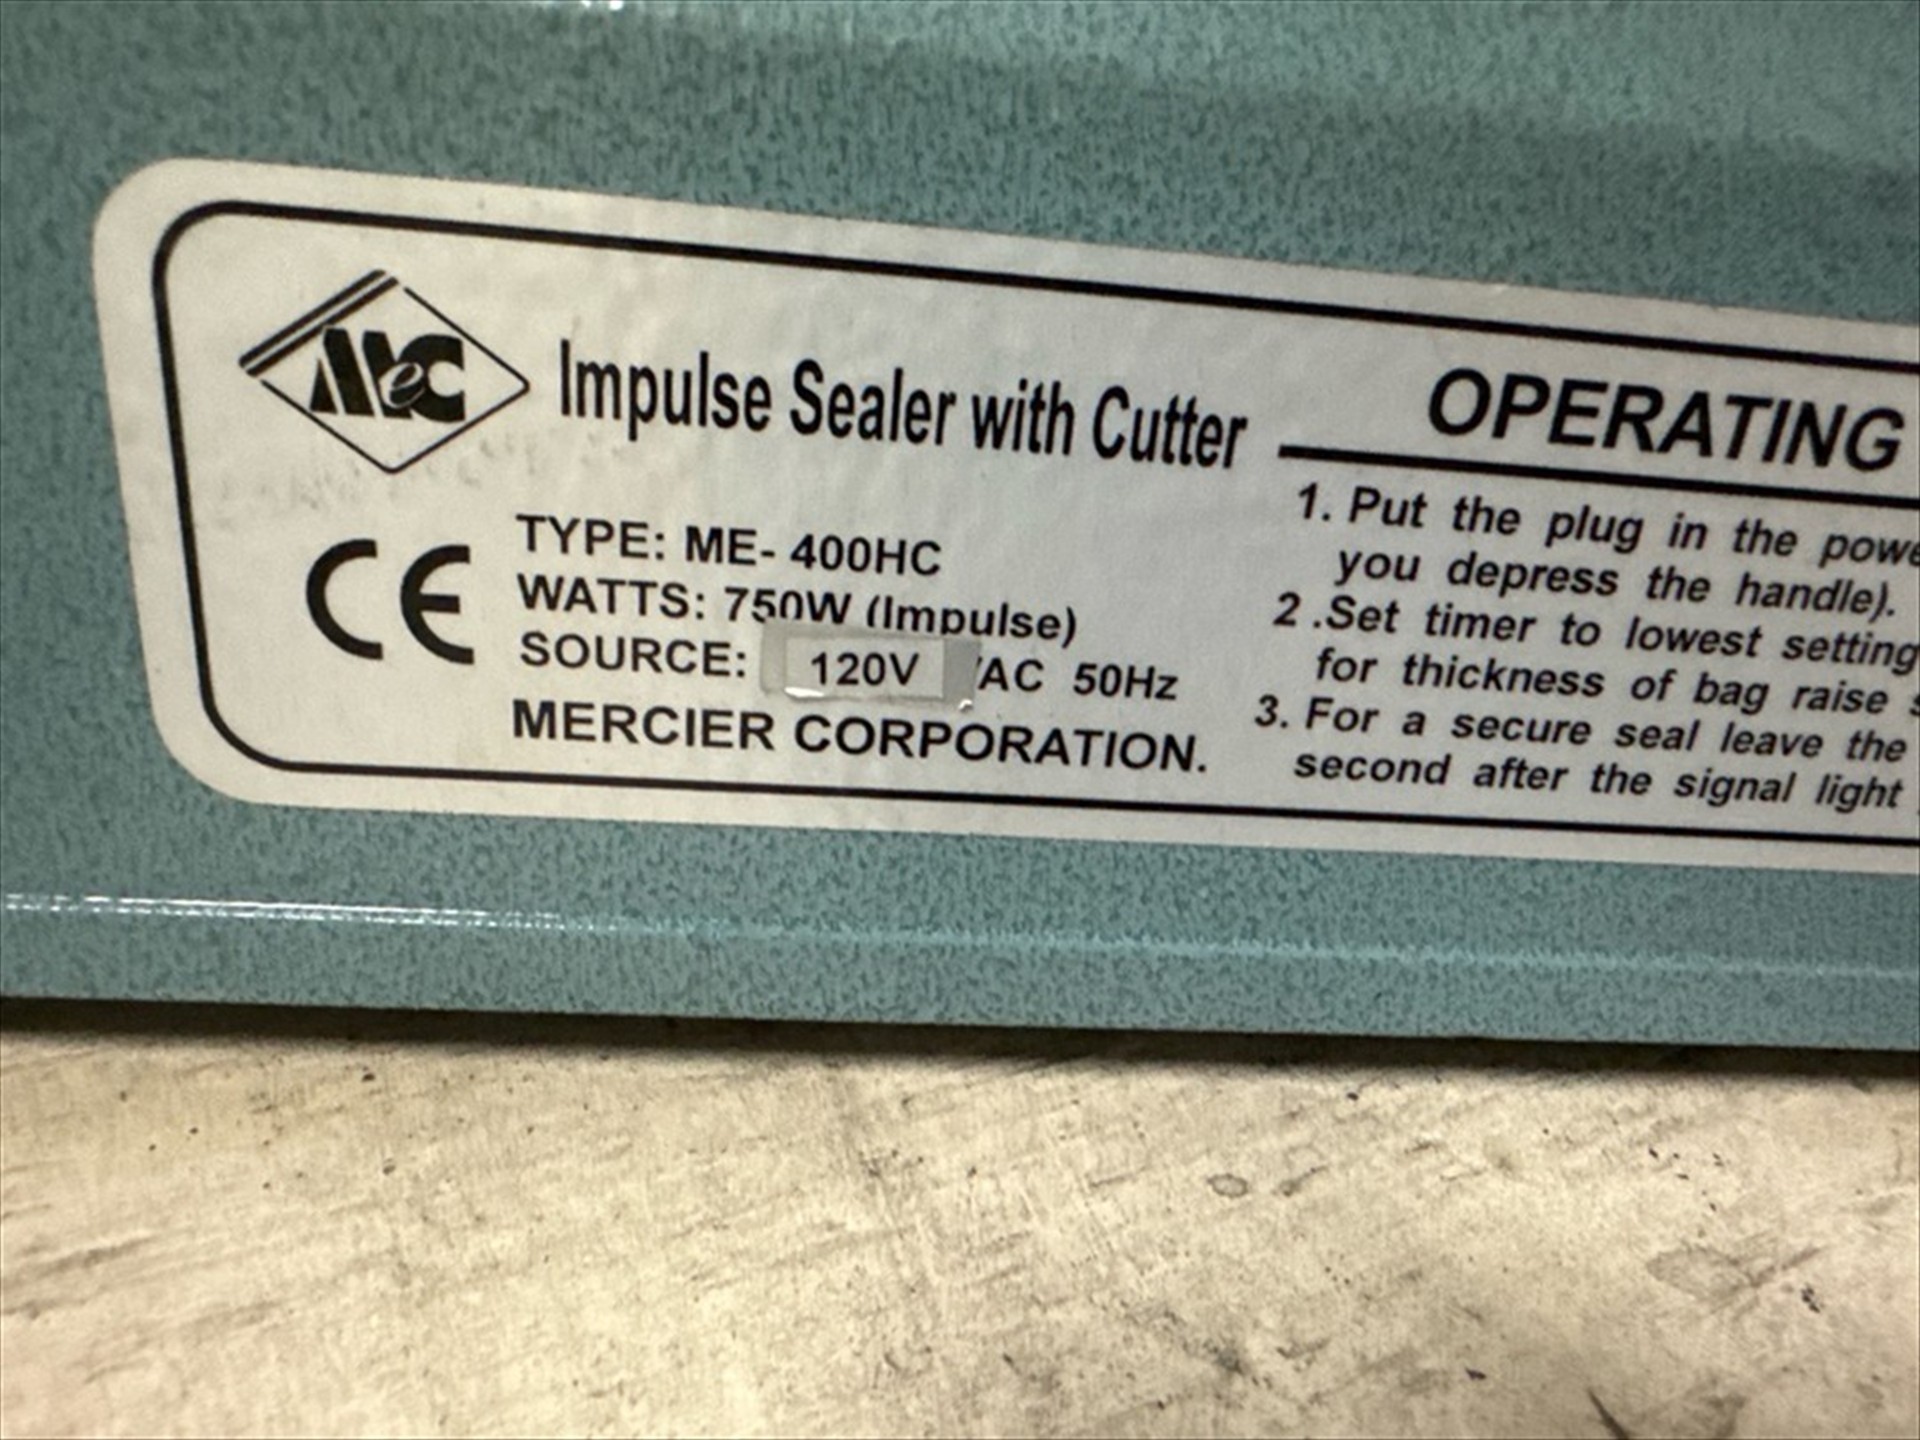 MeC
Impulse Sealer with Cutter
CE
TYPE: ME- 400HC
WATTS: 750W (Impulse)
SOURCE: 120V AC 50Hz
MERCIER CORPORATION.
OPERATING
1. Put the plug in the powe
you depress the handle).
2 .Set timer to lowest setting
for thickness of bag raise s
3. For a secure seal leave the
second after the signal light